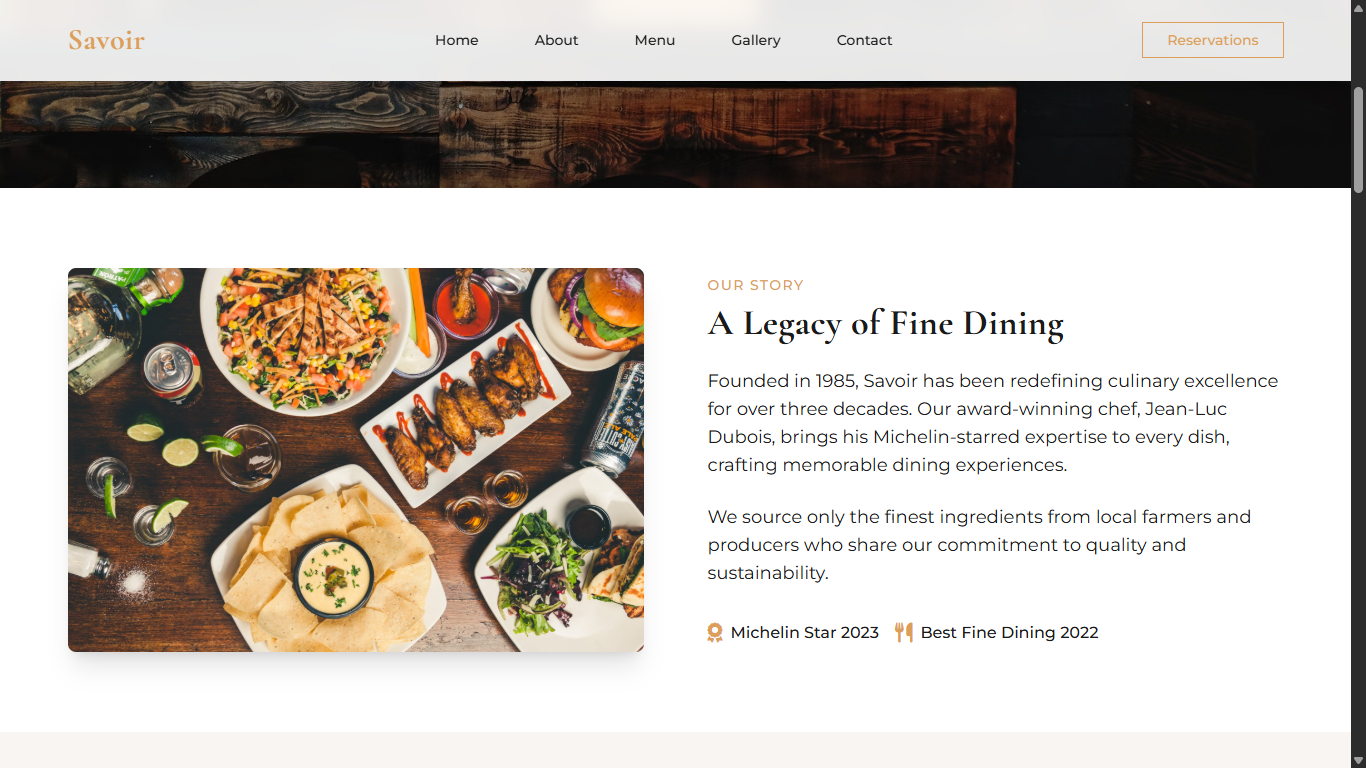 Savoir
Home
About
Menu
Gallery
Contact
Reservations
OUR STORY
A Legacy of Fine Dining
Founded in 1985, Savoir has been redefining culinary excellence
for over three decades. Our award-winning chef, Jean-Luc
Dubois, brings his Michelin-starred expertise to every dish,
crafting memorable dining experiences.
We source only the finest ingredients from local farmers and
producers who share our commitment to quality and
sustainability.
Michelin Star 2023
Best Fine Dining 2022